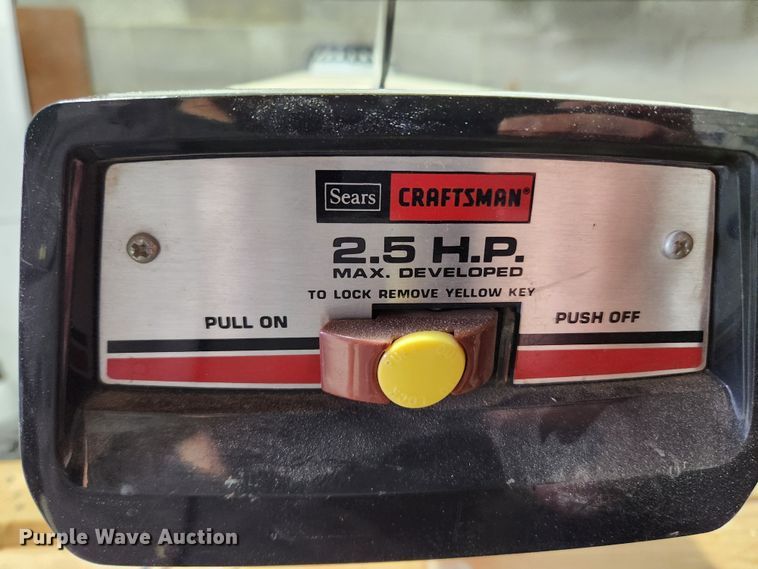 Sears CRAFTSMAN®
2.5 H.P.
MAX. DEVELOPED
TO LOCK REMOVE YELLOW KEY
PULL ON
PUSH OFF
Purple Wave Auction